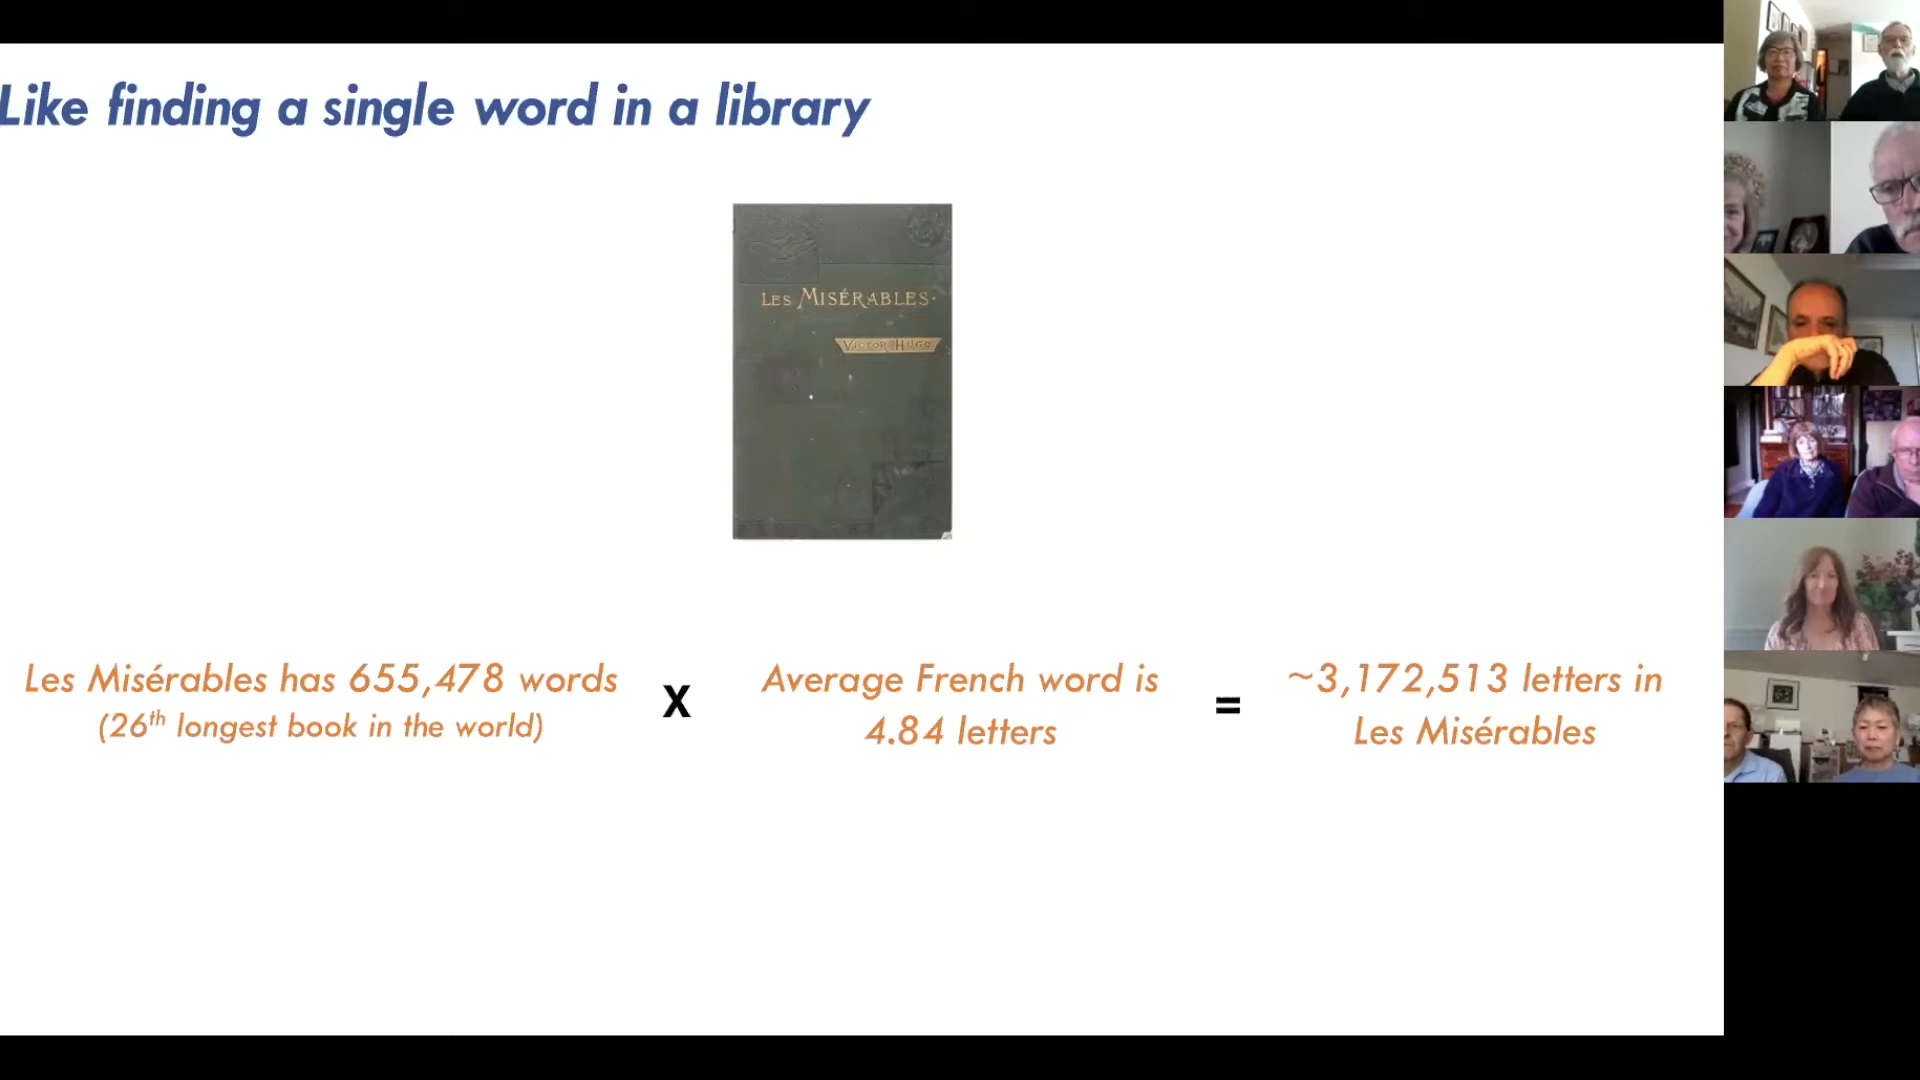 Like finding a single word in a library
LES MISÉRABLES·
VICTOR HUGO
Les Misérables has 655,478 words
(26th longest book in the world)
X
Average French word is
4.84 letters
=
~3,172,513 letters in
Les Misérables